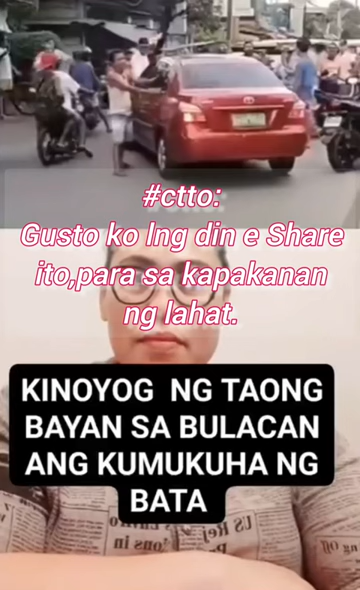 #ctto:
Gusto ko lng din e Share
ito,para sa kapakanan
ng lahat.
KINOYOG NG TAONG
BAYAN SA BULACAN
ANG KUMUKUHA NG
BATA